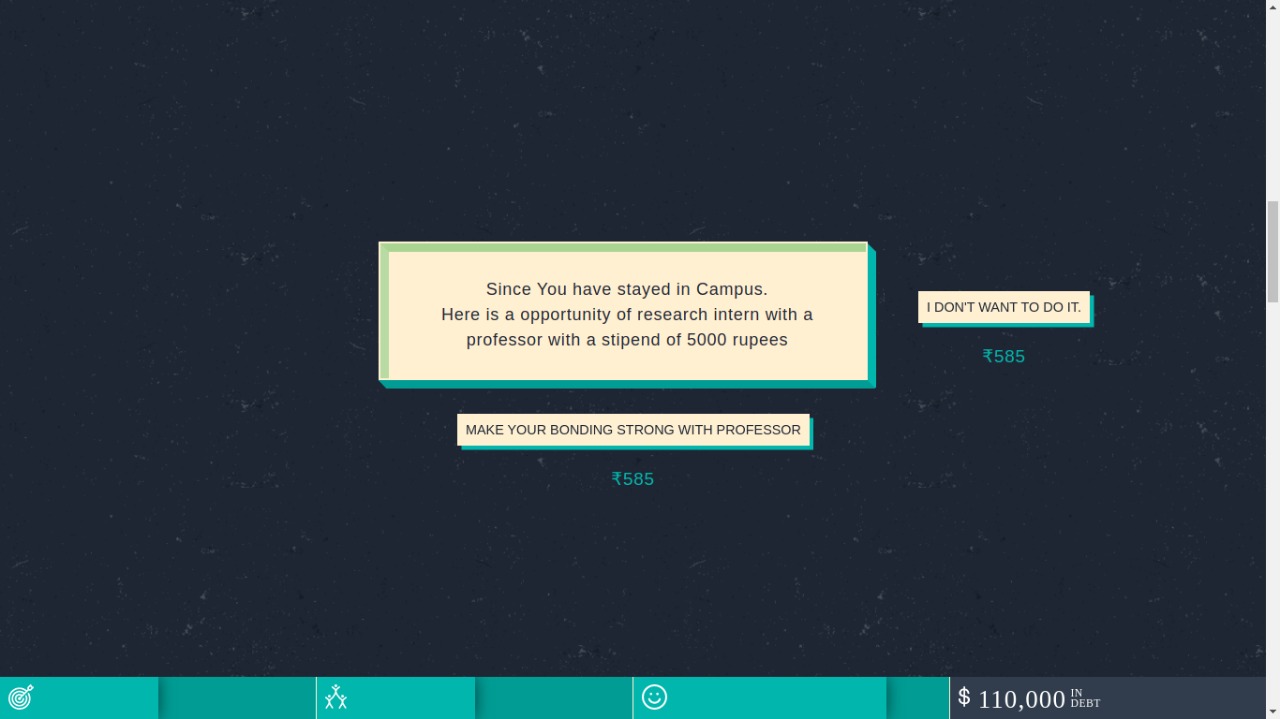 Since You have stayed in Campus.
Here is a opportunity of research intern with a
professor with a stipend of 5000 rupees
I DON'T WANT TO DO IT.
₹585
MAKE YOUR BONDING STRONG WITH PROFESSOR
₹585
$ 110,000 IN DEBT